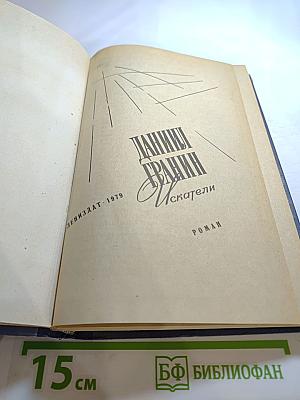 ДАНИИЛ
ГРАНИН
Искатели
ЛЕНИЗДАТ · 1979
РОМАН
15 см
БФ БИБЛИОФАН